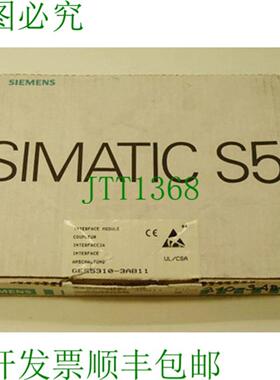 图必究
SIEMENS
SIMATIC S5
JTT1368
INTERFACE MODULE
COUPLEUR
INTERFACCIA
INTERFACE
ANSCHALTUNG
CE
UL/CSA
6ES5310-3AB11
开发票顺丰包邮